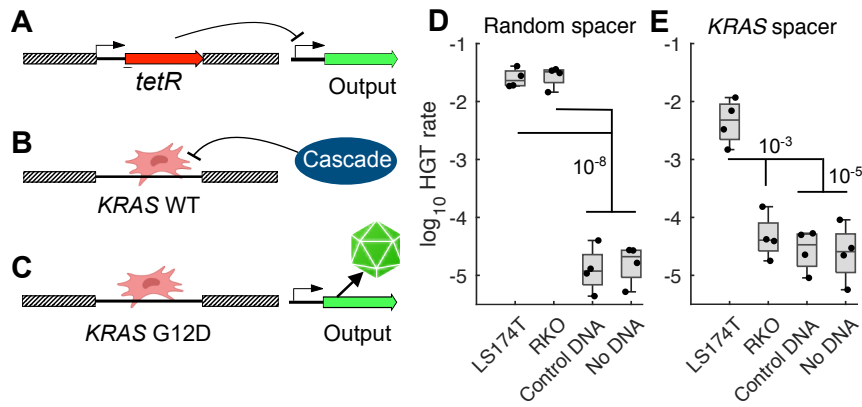 A
tetR
Output
B
Cascade
KRAS WT
C
KRAS G12D
Output
D
Random spacer
log10 HGT rate
-1
-2
-3
-4
-5
10-8
LS174T
RKO
Control DNA
No DNA
E
KRAS spacer
-1
-2
-3
-4
-5
10-3
10-5
LS174T
RKO
Control DNA
No DNA